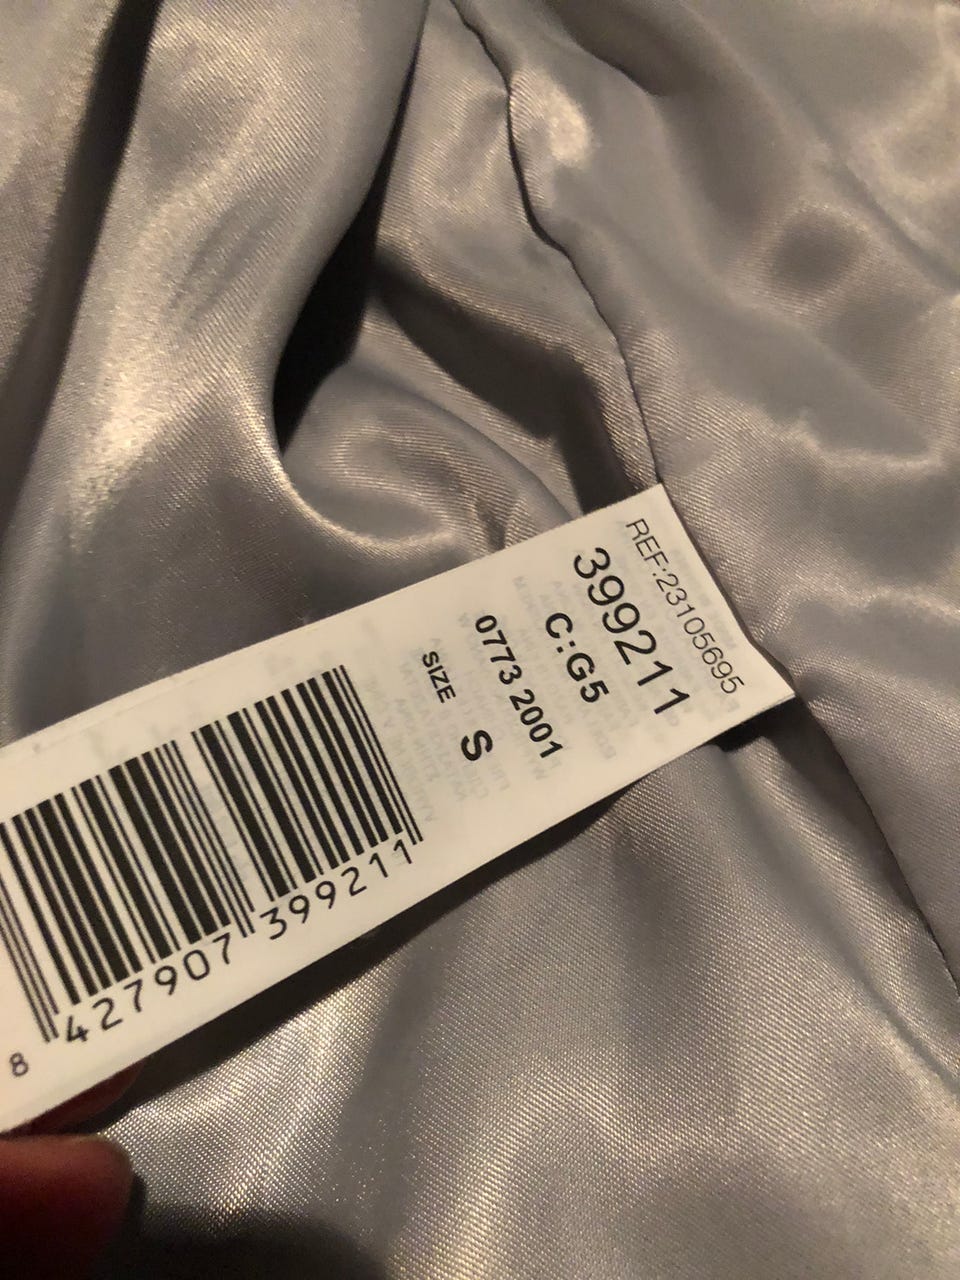 REF:23105695
399211
C:G5
0773 2001
SIZE S
8 427907 399211